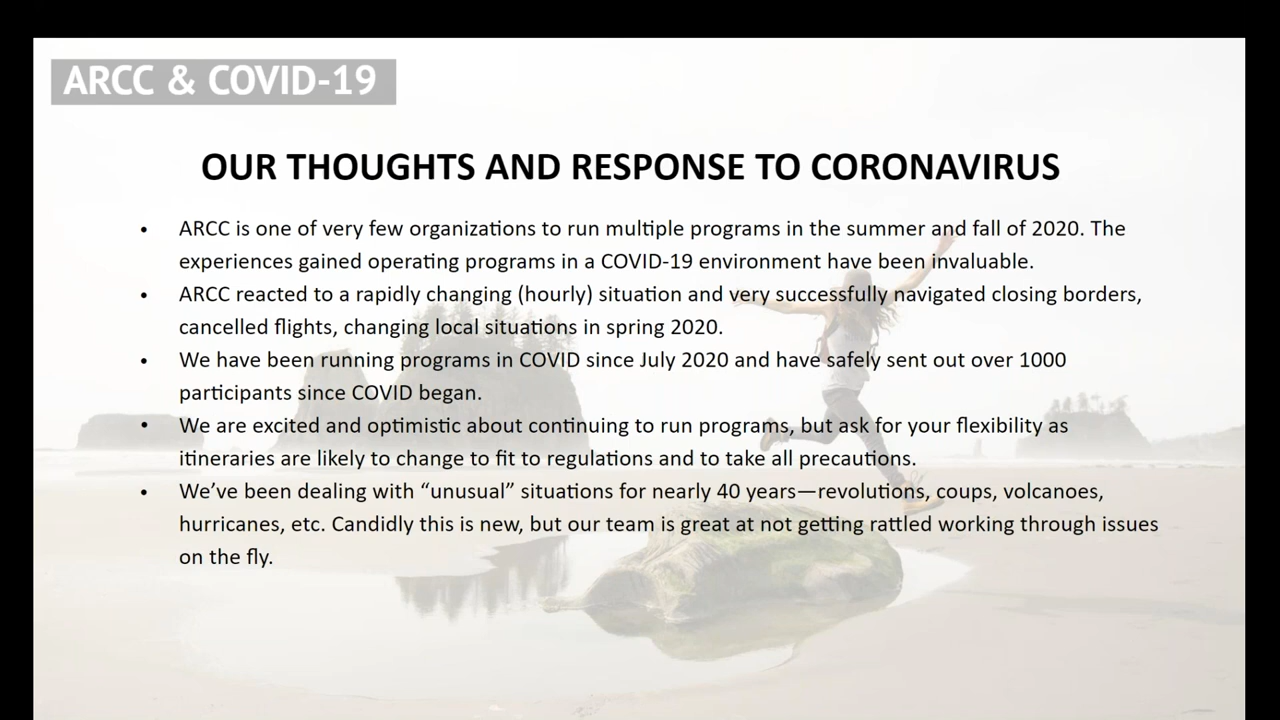 ARCC & COVID-19
OUR THOUGHTS AND RESPONSE TO CORONAVIRUS
• ARCC is one of very few organizations to run multiple programs in the summer and fall of 2020. The
experiences gained operating programs in a COVID-19 environment have been invaluable.
• ARCC reacted to a rapidly changing (hourly) situation and very successfully navigated closing borders,
cancelled flights, changing local situations in spring 2020.
• We have been running programs in COVID since July 2020 and have safely sent out over 1000
participants since COVID began.
• We are excited and optimistic about continuing to run programs, but ask for your flexibility as
itineraries are likely to change to fit to regulations and to take all precautions.
• We’ve been dealing with “unusual” situations for nearly 40 years—revolutions, coups, volcanoes,
hurricanes, etc. Candidly this is new, but our team is great at not getting rattled working through issues
on the fly.